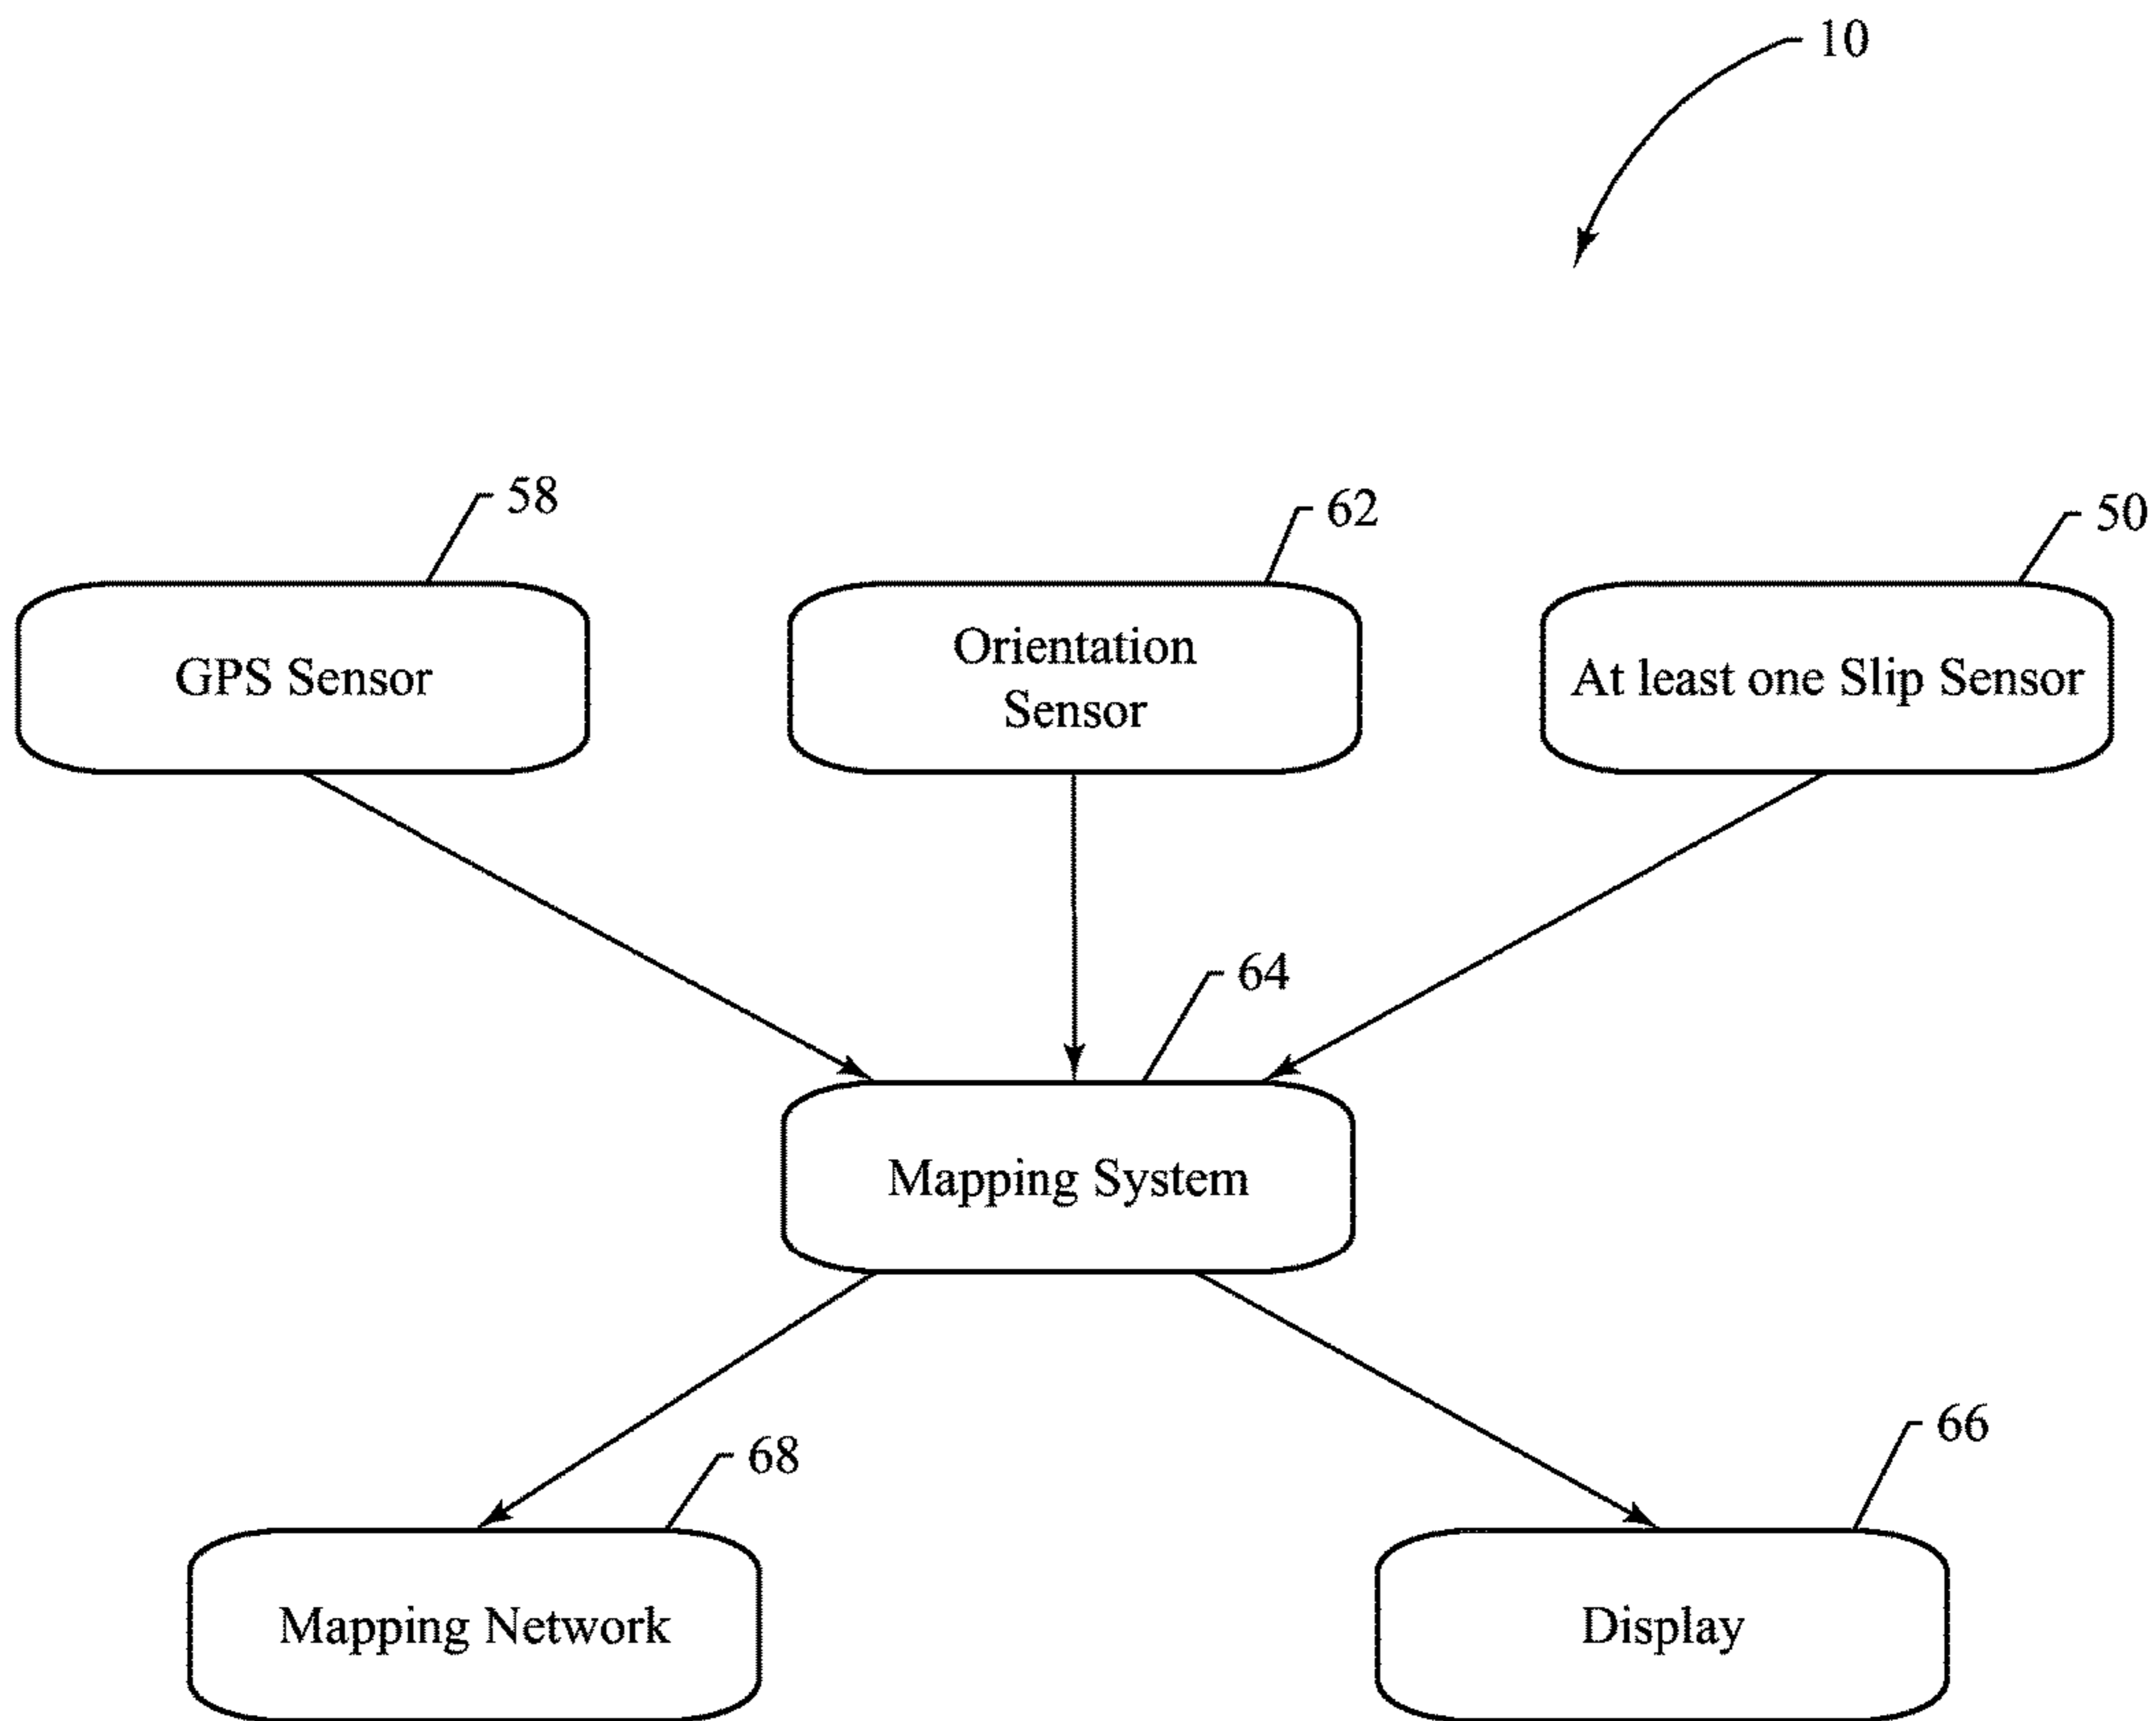 10
58
62
50
GPS Sensor
Orientation
Sensor
At least one Slip Sensor
64
Mapping System
68
66
Mapping Network
Display